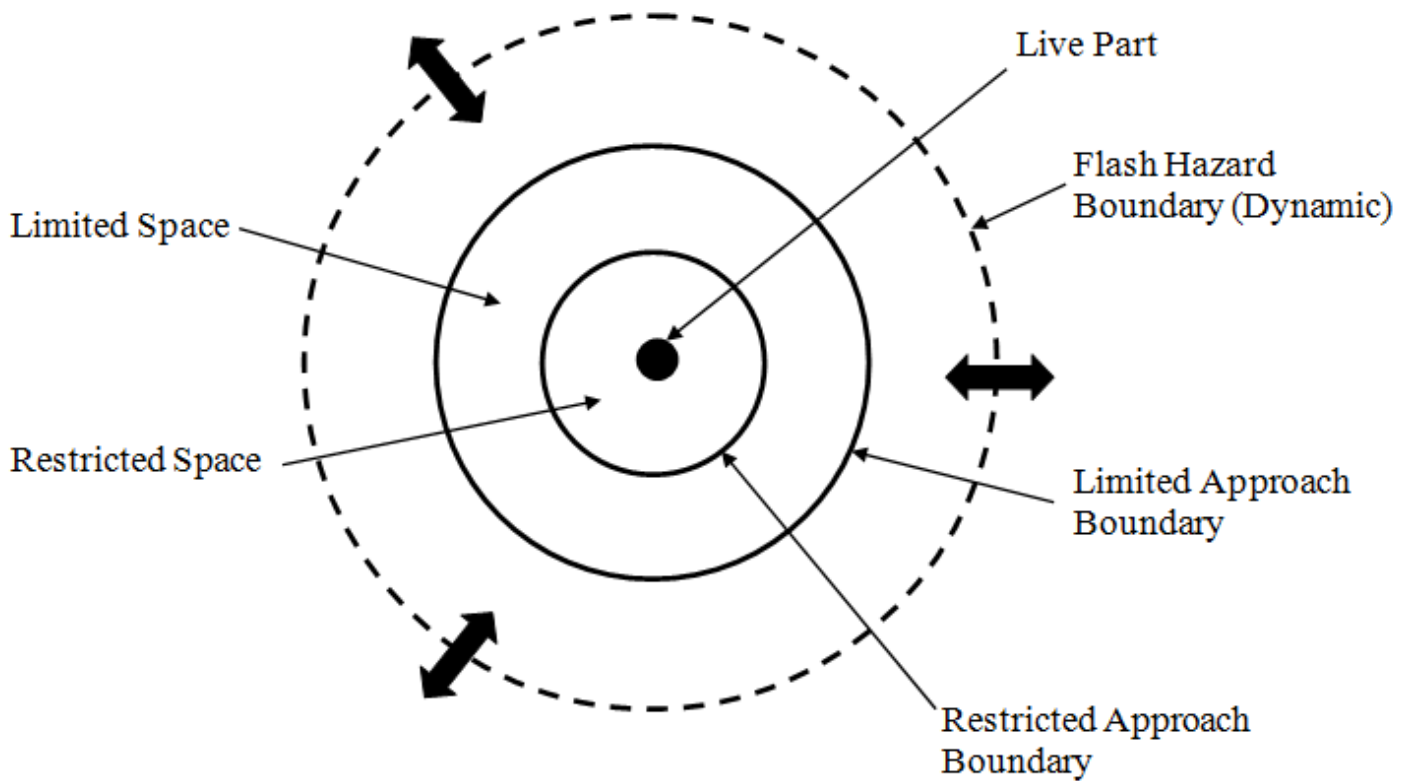 Live Part
Flash Hazard
Boundary (Dynamic)
Limited Space
Restricted Space
Limited Approach
Boundary
Restricted Approach
Boundary